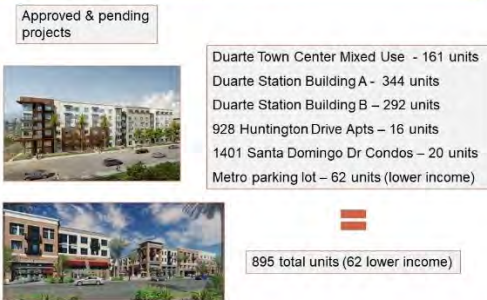 Approved & pending
projects
Duarte Town Center Mixed Use - 161 units
Duarte Station Building A - 344 units
Duarte Station Building B – 292 units
928 Huntington Drive Apts – 16 units
1401 Santa Domingo Dr Condos – 20 units
Metro parking lot – 62 units (lower income)
=
895 total units (62 lower income)